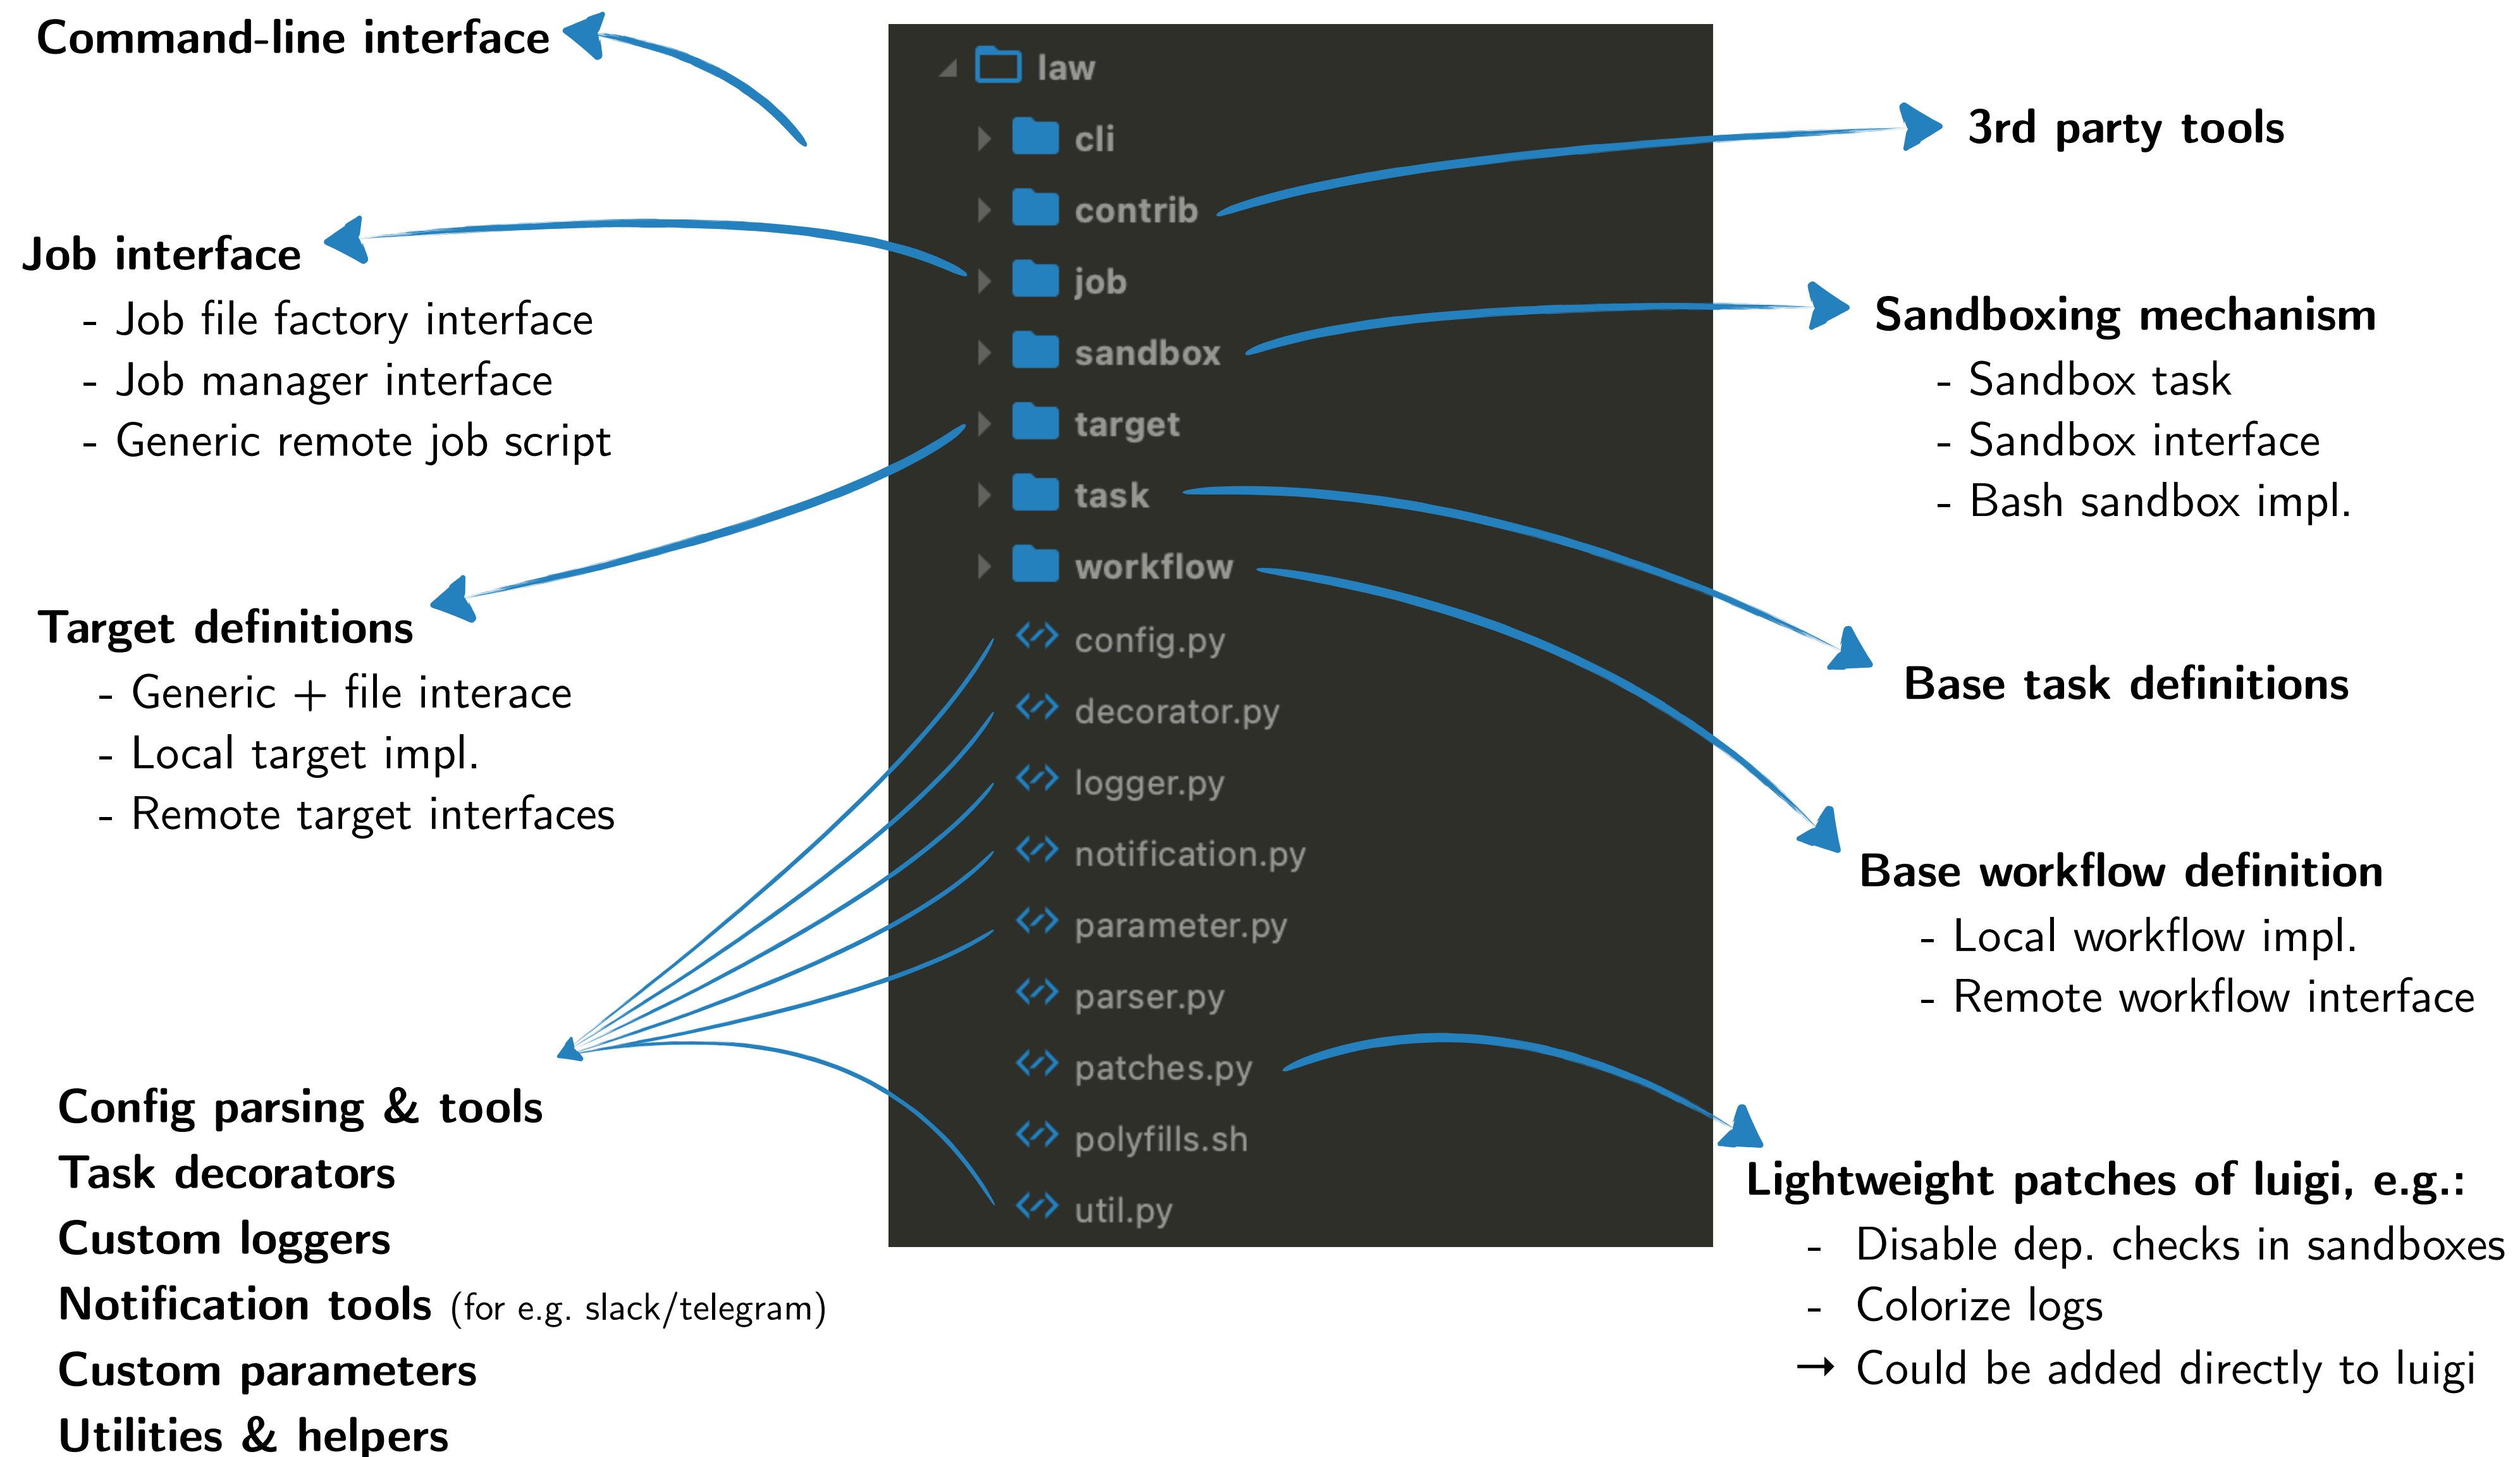 Command-line interface
Job interface
- Job file factory interface
- Job manager interface
- Generic remote job script
Target definitions
- Generic + file interace
- Local target impl.
- Remote target interfaces
Config parsing & tools
Task decorators
Custom loggers
Notification tools (for e.g. slack/telegram)
Custom parameters
Utilities & helpers
law
cli
contrib
job
sandbox
target
task
workflow
config.py
decorator.py
logger.py
notification.py
parameter.py
parser.py
patches.py
polyfills.sh
util.py
3rd party tools
Sandboxing mechanism
- Sandbox task
- Sandbox interface
- Bash sandbox impl.
Base task definitions
Base workflow definition
- Local workflow impl.
- Remote workflow interface
Lightweight patches of luigi, e.g.:
- Disable dep. checks in sandboxes
- Colorize logs
→ Could be added directly to luigi